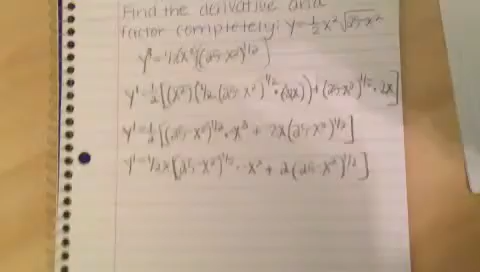 Find the derivative and
factor completely: y=½x²√25-x²
y'=½(x²)(25-x²)^1/2]
y'=½[(x²)(½·(25-x²)^½·(2x))+(25-x²)^½·2x]
y'=½[(25-x²)^½·-x³ + 2x(25-x²)^½]
y'=½x[25-x²)^½·-x² + 2(25-x²)^½]